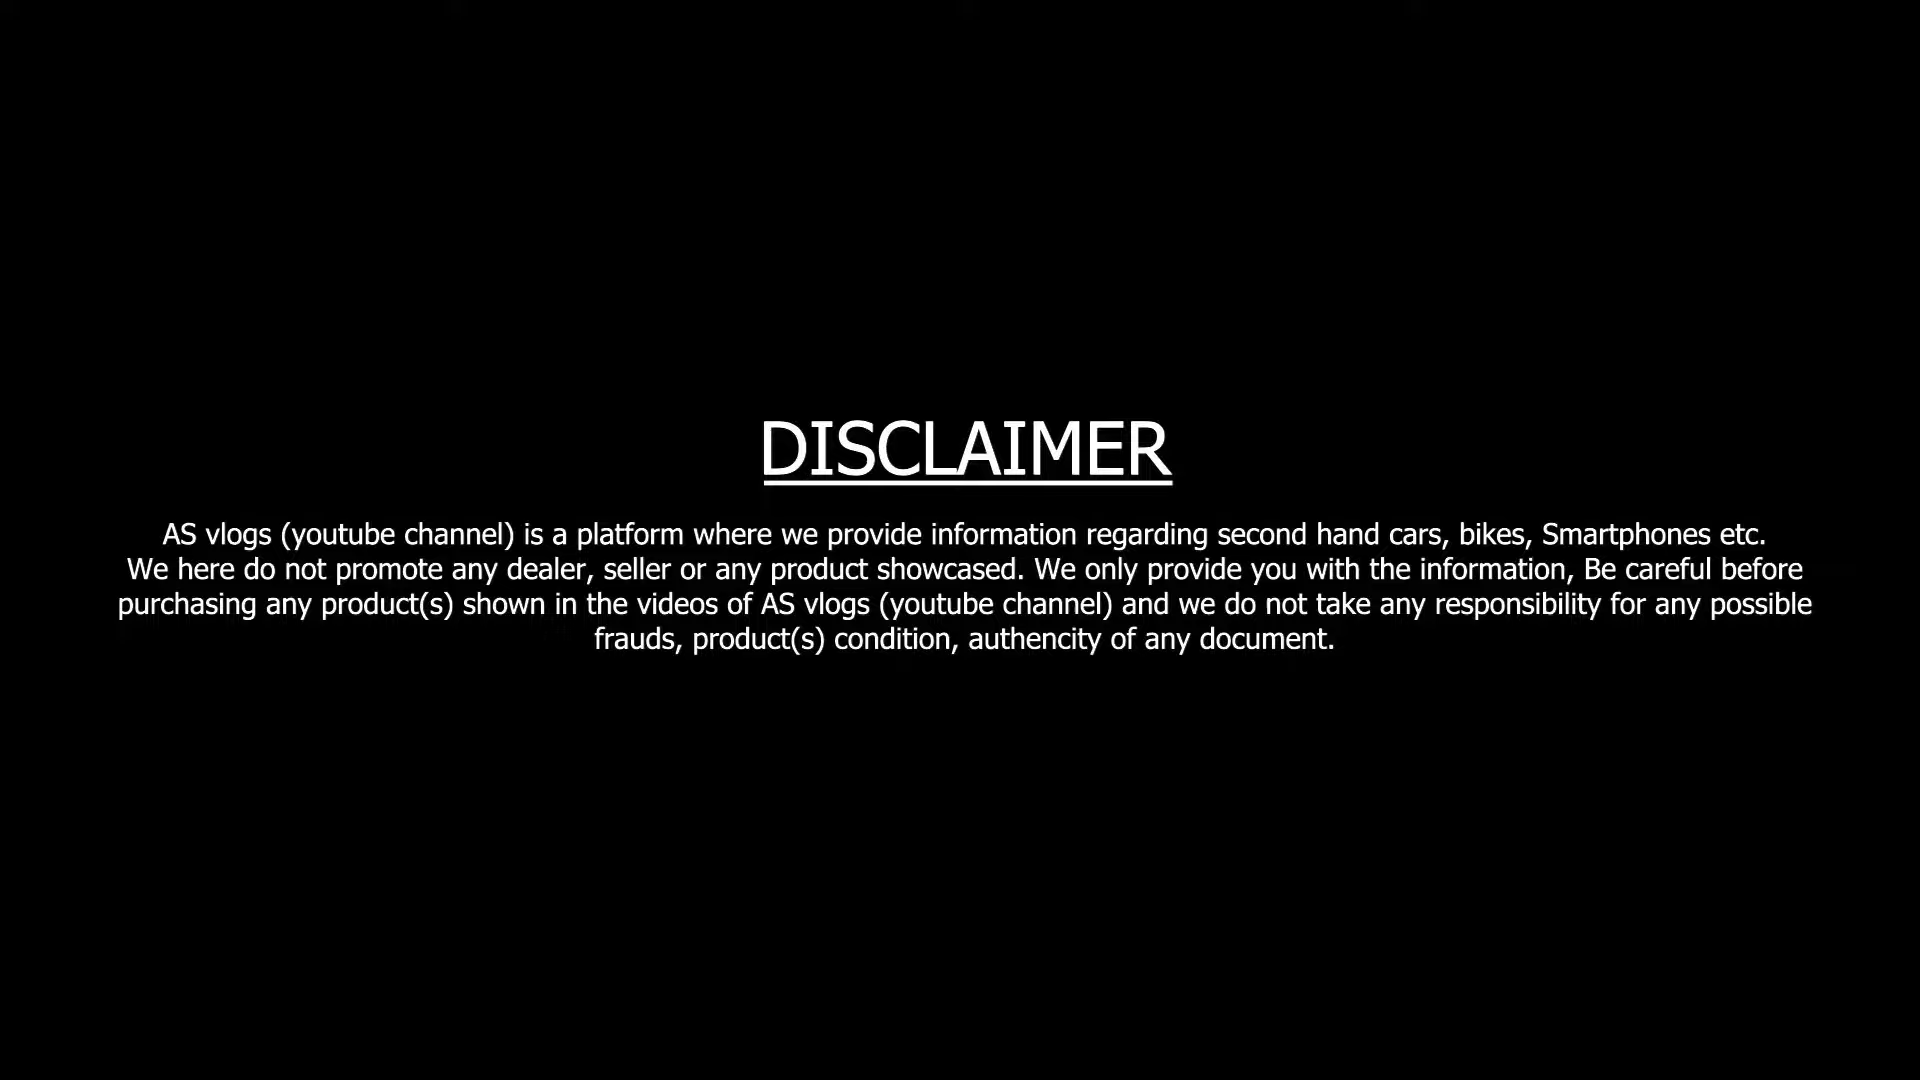 DISCLAIMER
AS vlogs (youtube channel) is a platform where we provide information regarding second hand cars, bikes, Smartphones etc.
We here do not promote any dealer, seller or any product showcased. We only provide you with the information, Be careful before
purchasing any product(s) shown in the videos of AS vlogs (youtube channel) and we do not take any responsibility for any possible
frauds, product(s) condition, authencity of any document.